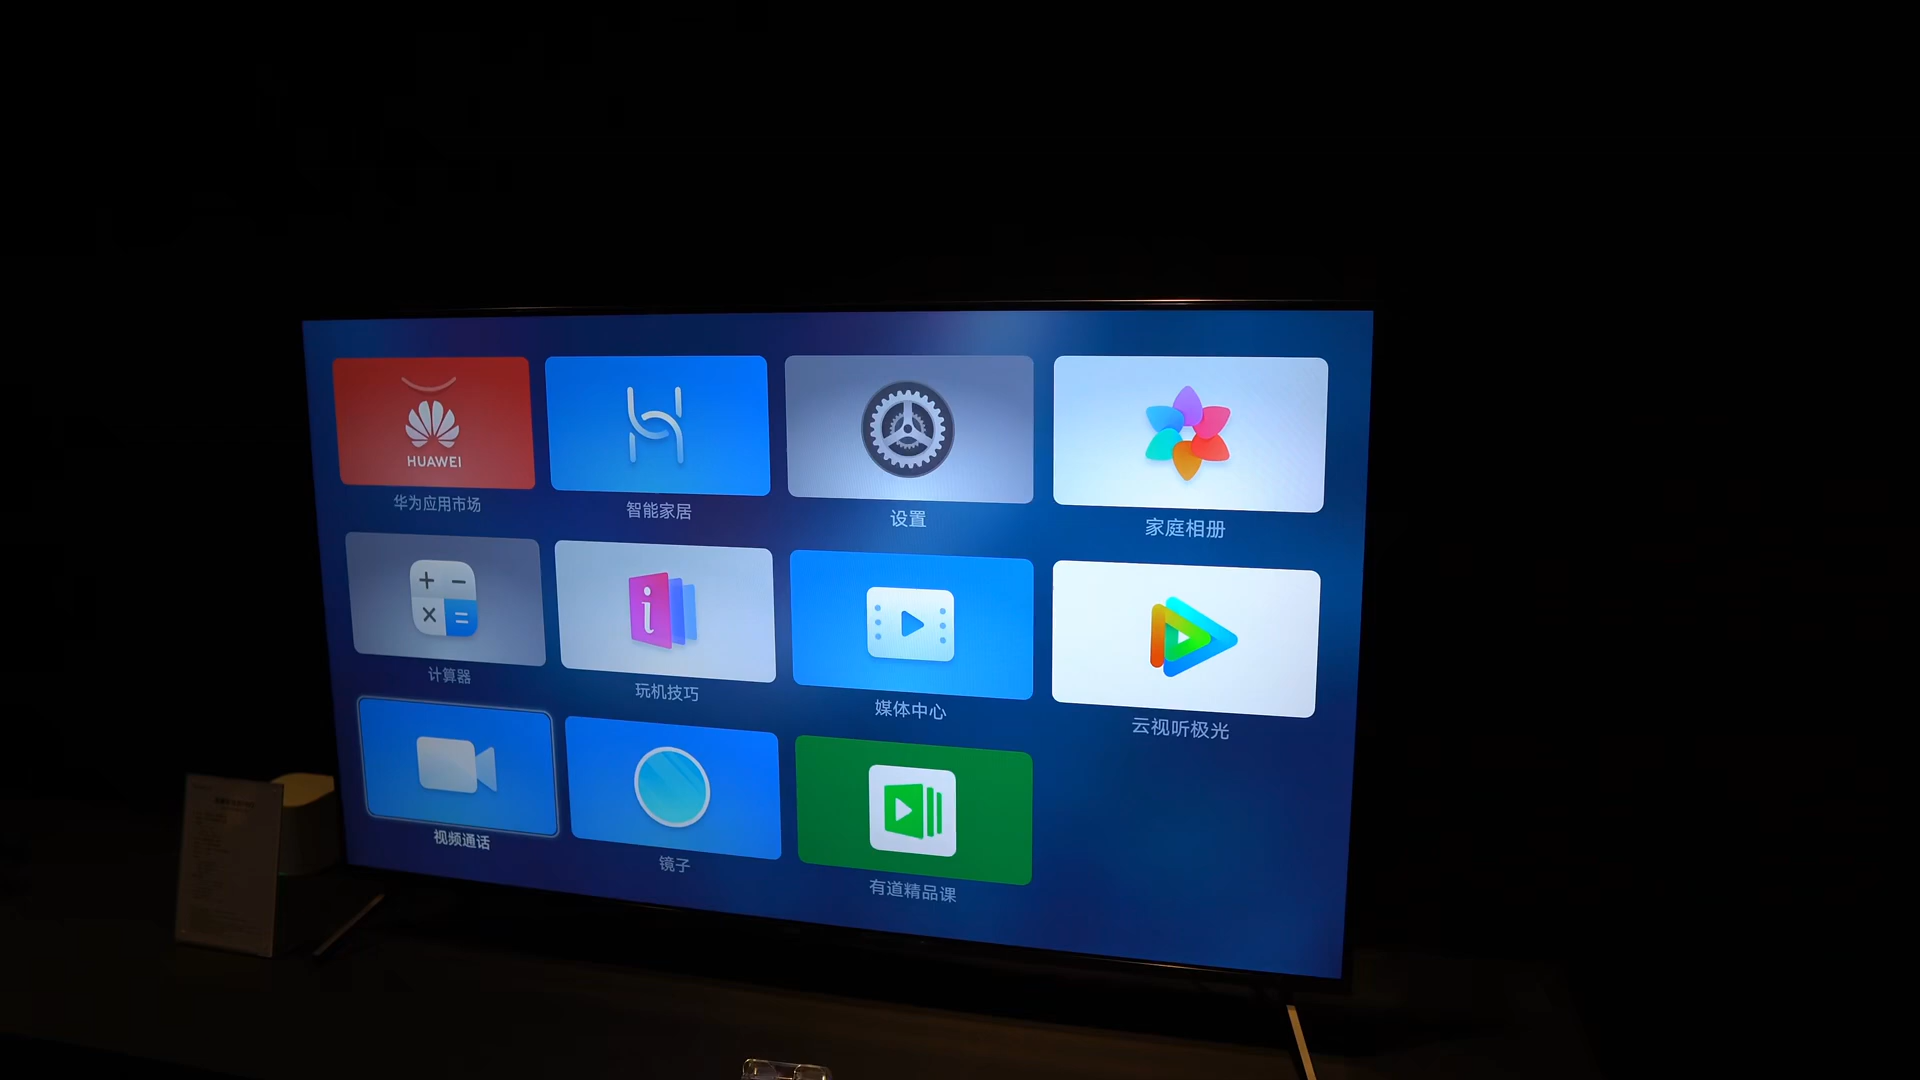 HUAWEI
华为应用市场
智能家居
设置
家庭相册
计算器
玩机技巧
媒体中心
云视听极光
视频通话
镜子
有道精品课